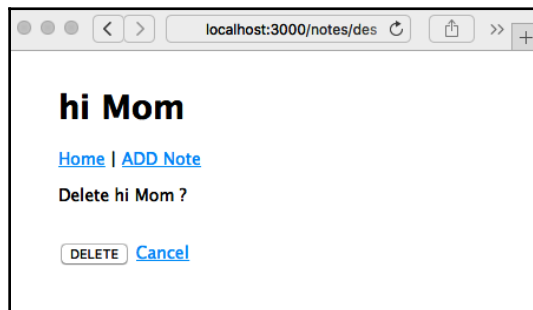 localhost:3000/notes/des
hi Mom
Home | ADD Note
Delete hi Mom ?
DELETE Cancel